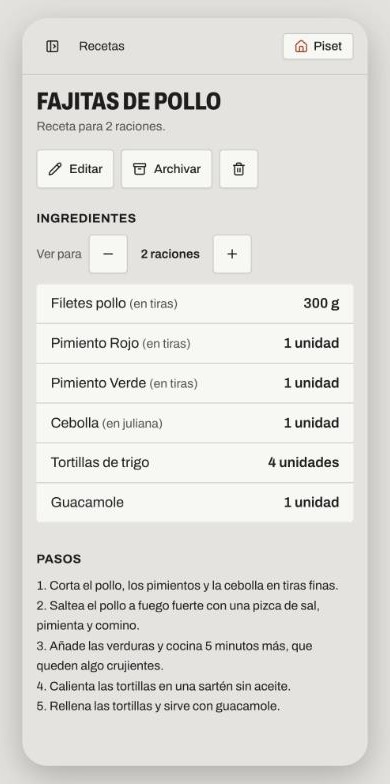 Recetas
Piset
FAJITAS DE POLLO
Receta para 2 raciones.
Editar
Archivar
INGREDIENTES
Ver para
2 raciones
Filetes pollo (en tiras) 300 g
Pimiento Rojo (en tiras) 1 unidad
Pimiento Verde (en tiras) 1 unidad
Cebolla (en juliana) 1 unidad
Tortillas de trigo 4 unidades
Guacamole 1 unidad
PASOS
1. Corta el pollo, los pimientos y la cebolla en tiras finas.
2. Saltea el pollo a fuego fuerte con una pizca de sal,
pimienta y comino.
3. Añade las verduras y cocina 5 minutos más, que
queden algo crujientes.
4. Calienta las tortillas en una sartén sin aceite.
5. Rellena las tortillas y sirve con guacamole.